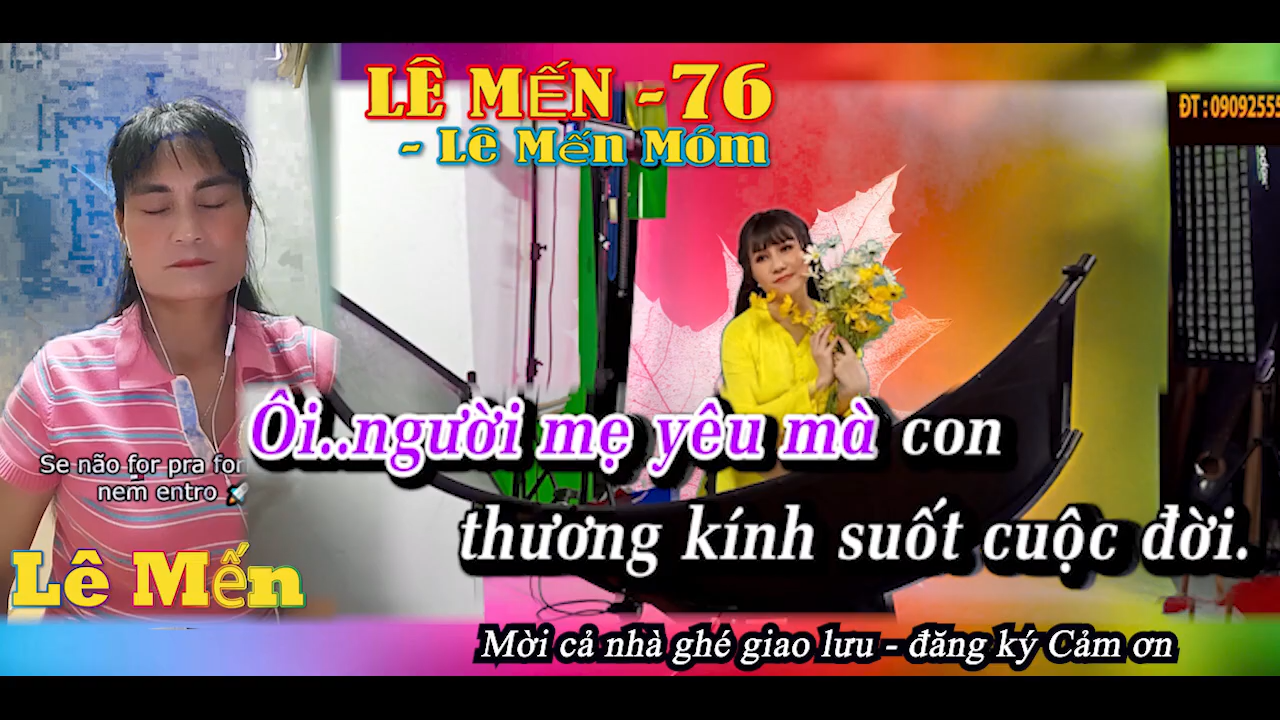 LÊ MẾN - 76
- Lê Mến Móm
ĐT : 09092555
Ôi..người mẹ yêu mà con
Se não for pra for
nem entro 🚀
thương kính suốt cuộc đời.
Lê Mến
Mời cả nhà ghé giao lưu - đăng ký Cảm ơn